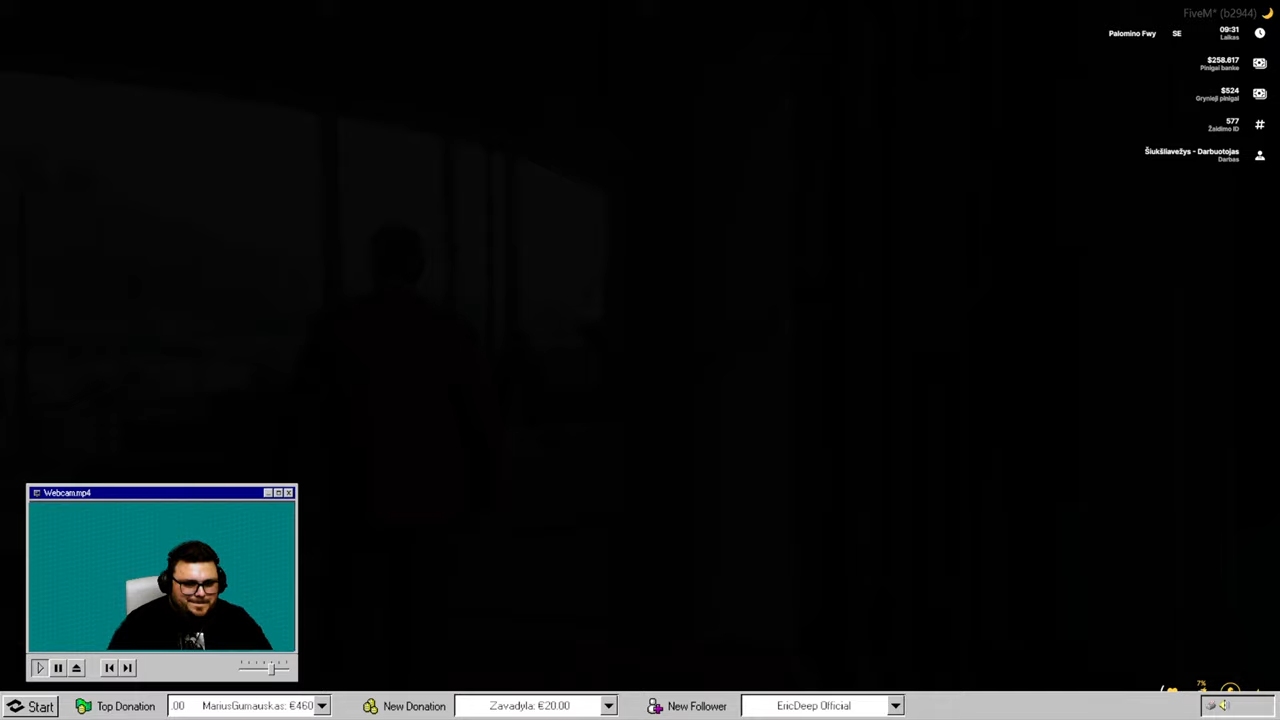 FiveM* (b2944)
Palomino Fwy SE 09:31
Laikas
$258.617
Pinigai banke
$524
Grynieji pinigai
577
Žaidimo ID
Šiukšliavežys - Darbuotojas
Darbas
Webcam.mp4
7%
Start Top Donation .00 MariusGumauskas: €460 New Donation Zavadyla: €20.00 New Follower EricDeep Official